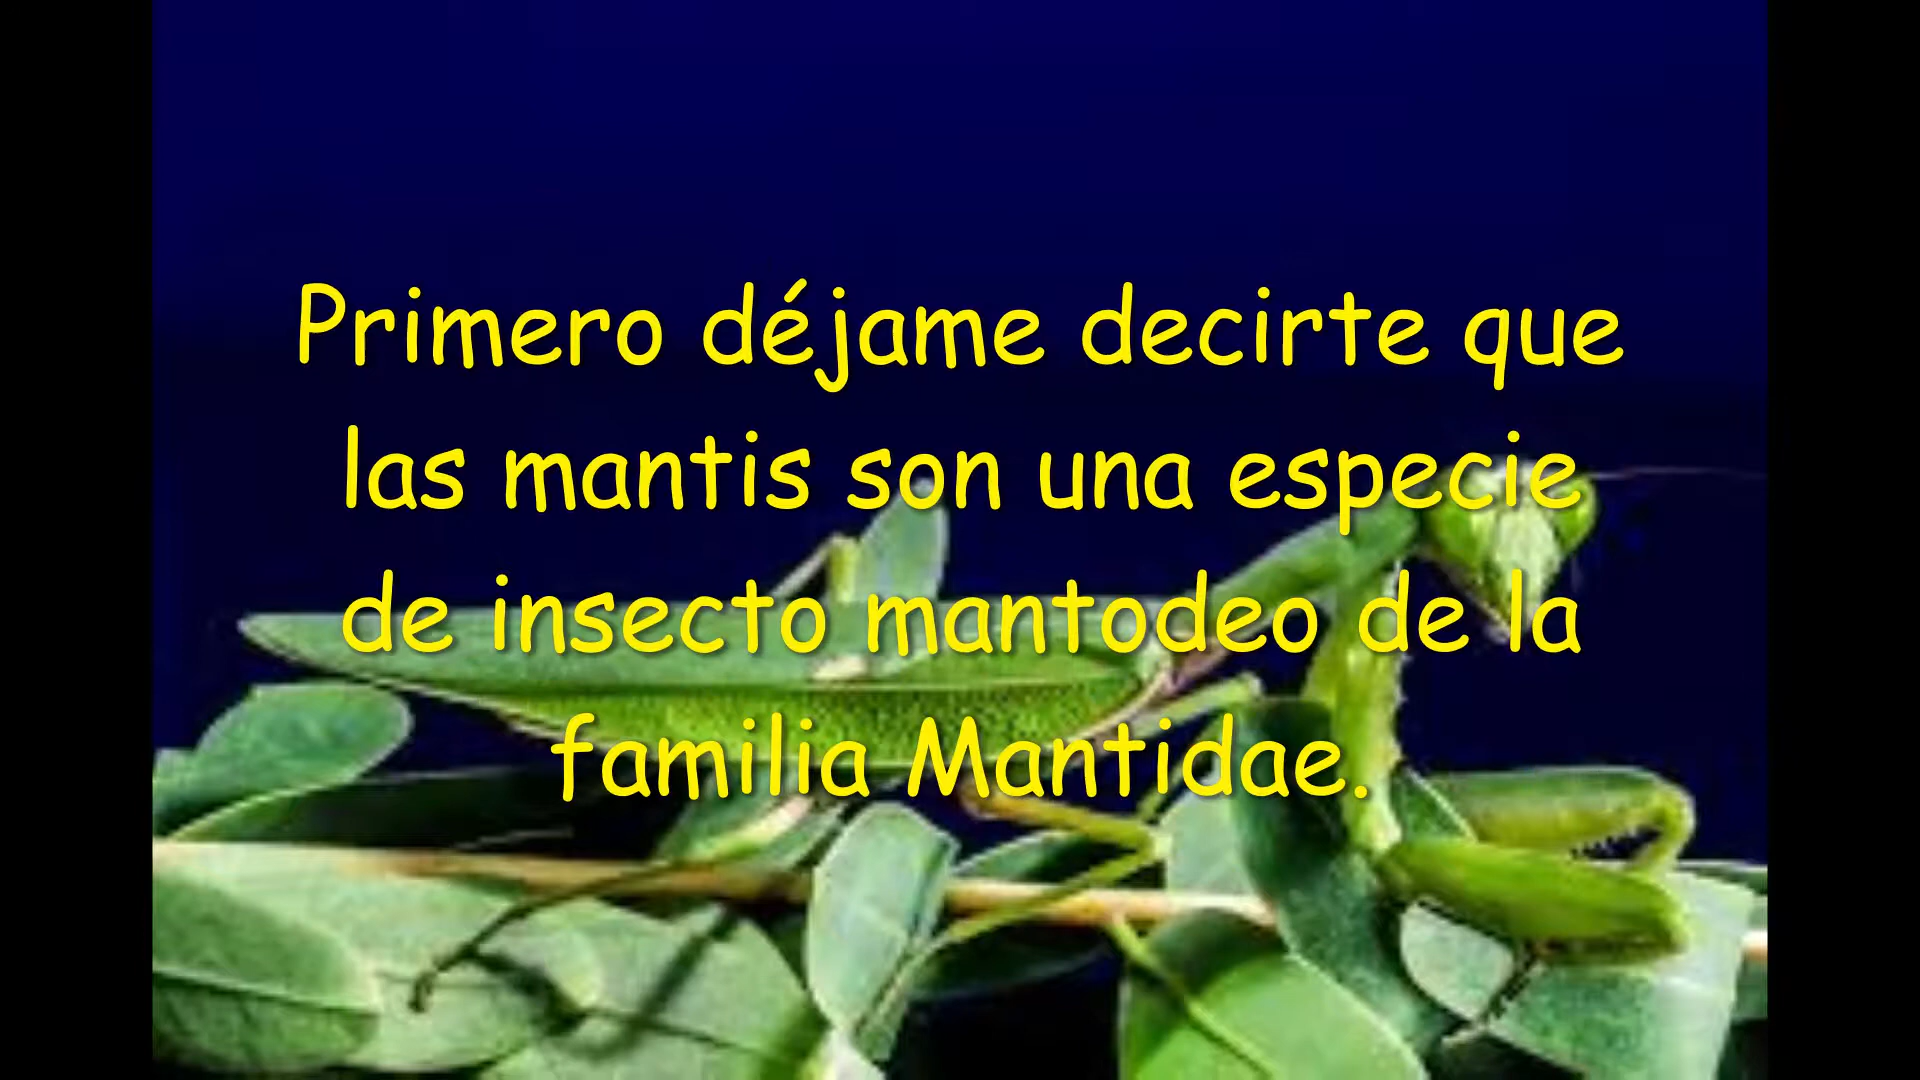 Primero déjame decirte que
las mantis son una especie
de insecto mantodeo de la
familia Mantidae.